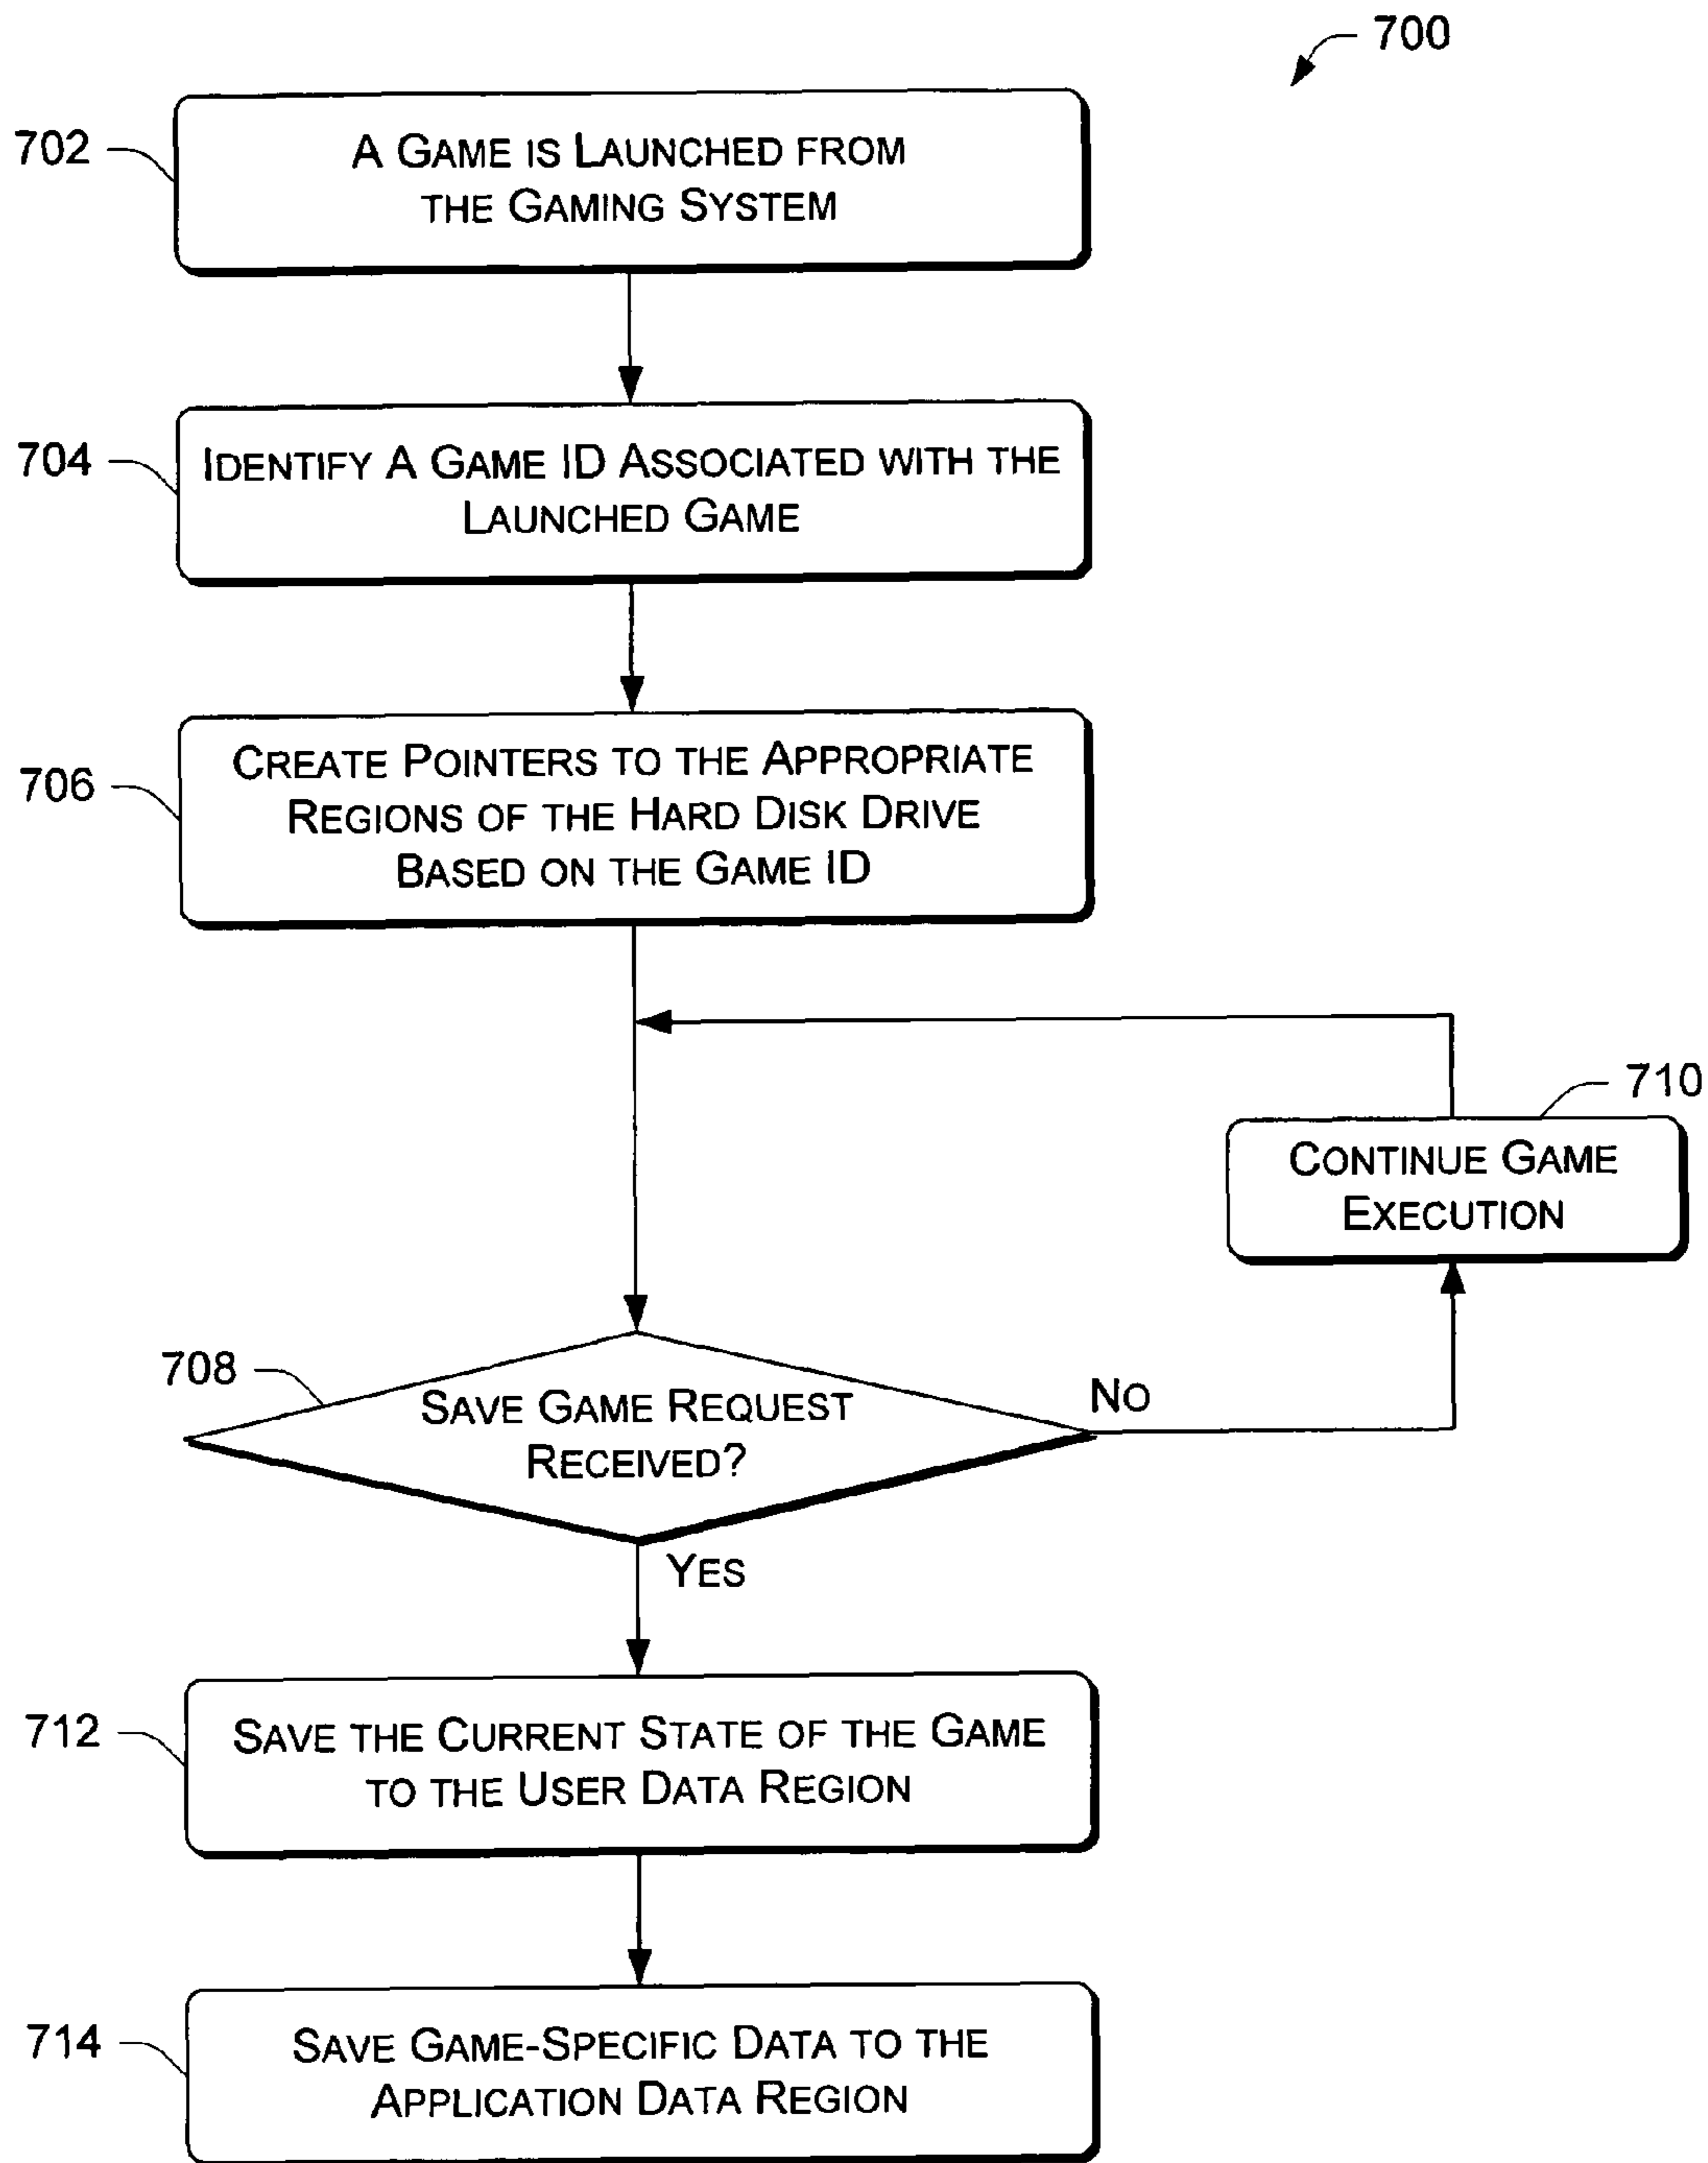 700
702
A GAME IS LAUNCHED FROM
THE GAMING SYSTEM
704
IDENTIFY A GAME ID ASSOCIATED WITH THE
LAUNCHED GAME
706
CREATE POINTERS TO THE APPROPRIATE
REGIONS OF THE HARD DISK DRIVE
BASED ON THE GAME ID
710
CONTINUE GAME
EXECUTION
708
SAVE GAME REQUEST
RECEIVED?
NO
YES
712
SAVE THE CURRENT STATE OF THE GAME
TO THE USER DATA REGION
714
SAVE GAME-SPECIFIC DATA TO THE
APPLICATION DATA REGION